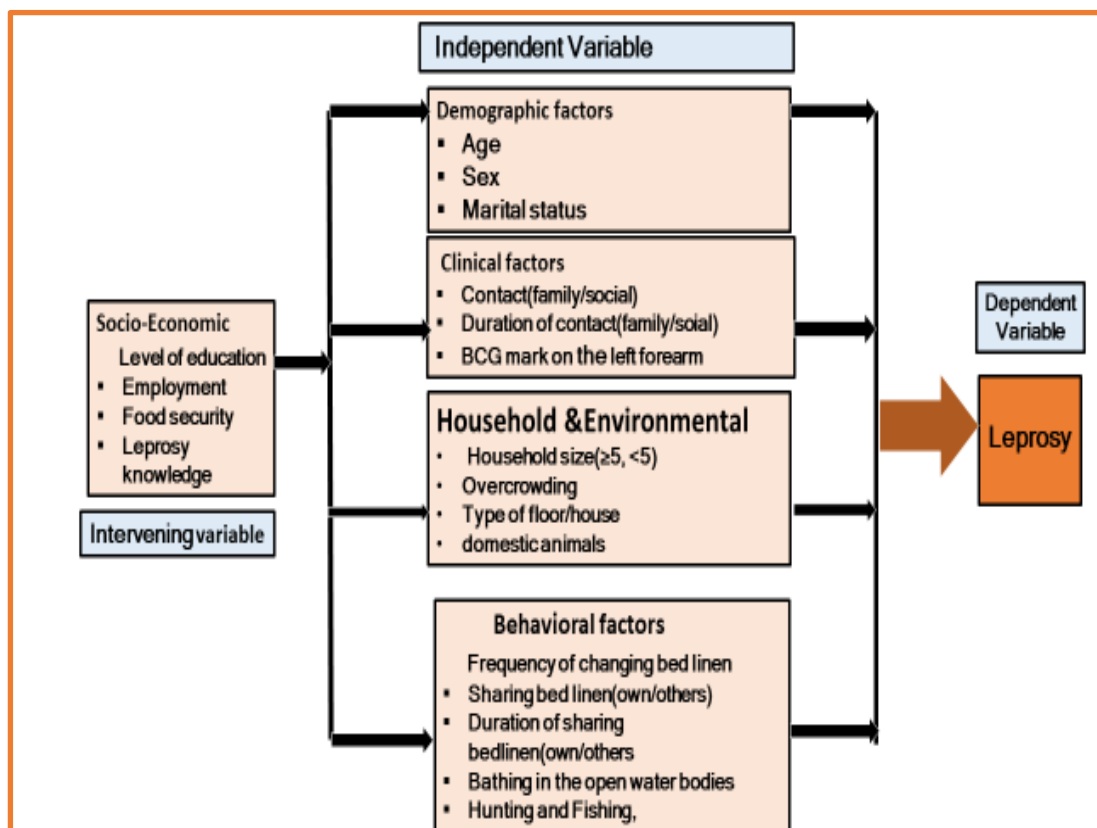 Independent Variable
Demographic factors
▪ Age
▪ Sex
▪ Marital status
Clinical factors
▪ Contact(family/social)
▪ Duration of contact(family/soial)
▪ BCG mark on the left forearm
Socio-Economic
Level of education
▪ Employment
▪ Food security
▪ Leprosy
knowledge
Intervening variable
Household &Environmental
• Household size(≥5, <5)
• Overcrowding
• Type of floor/house
• domestic animals
Behavioral factors
Frequency of changing bed linen
▪ Sharing bed linen(own/others)
▪ Duration of sharing
bedlinen(own/others
▪ Bathing in the open water bodies
▪ Hunting and Fishing,
Dependent
Variable
Leprosy